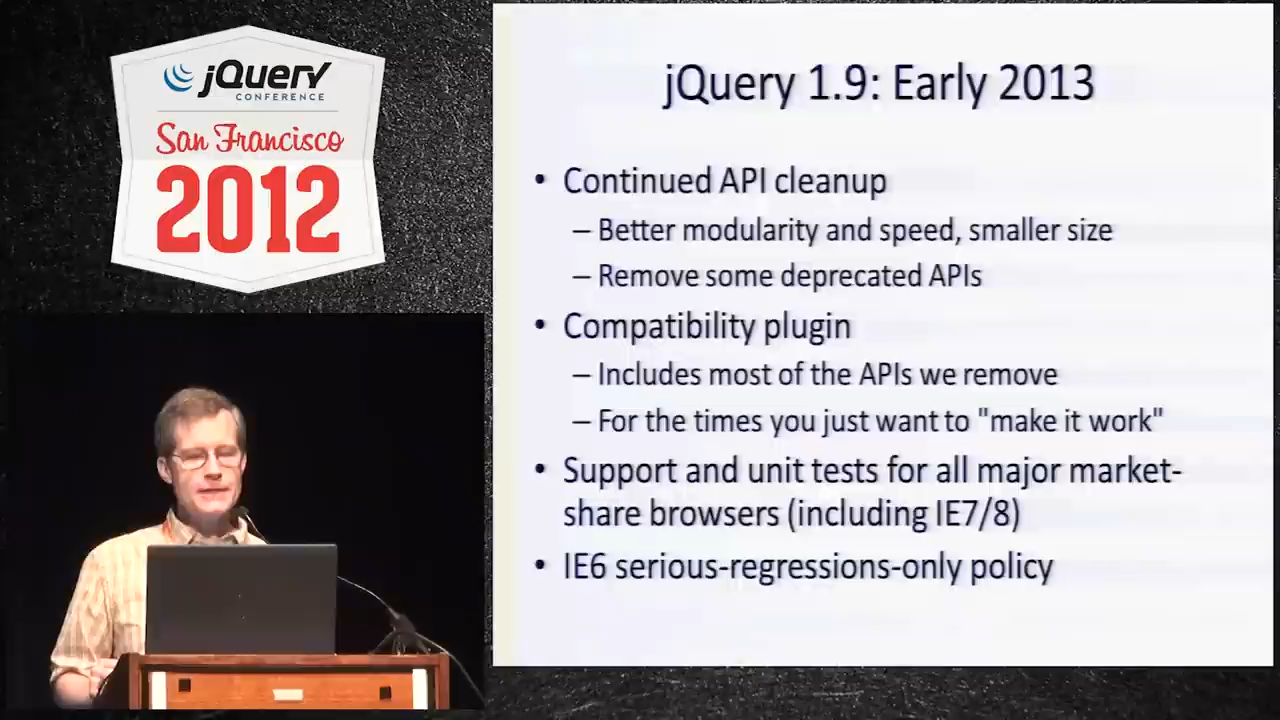 jQuery
CONFERENCE
San Francisco
2012
jQuery 1.9: Early 2013
• Continued API cleanup
– Better modularity and speed, smaller size
– Remove some deprecated APIs
• Compatibility plugin
– Includes most of the APIs we remove
– For the times you just want to "make it work"
• Support and unit tests for all major market-
share browsers (including IE7/8)
• IE6 serious-regressions-only policy